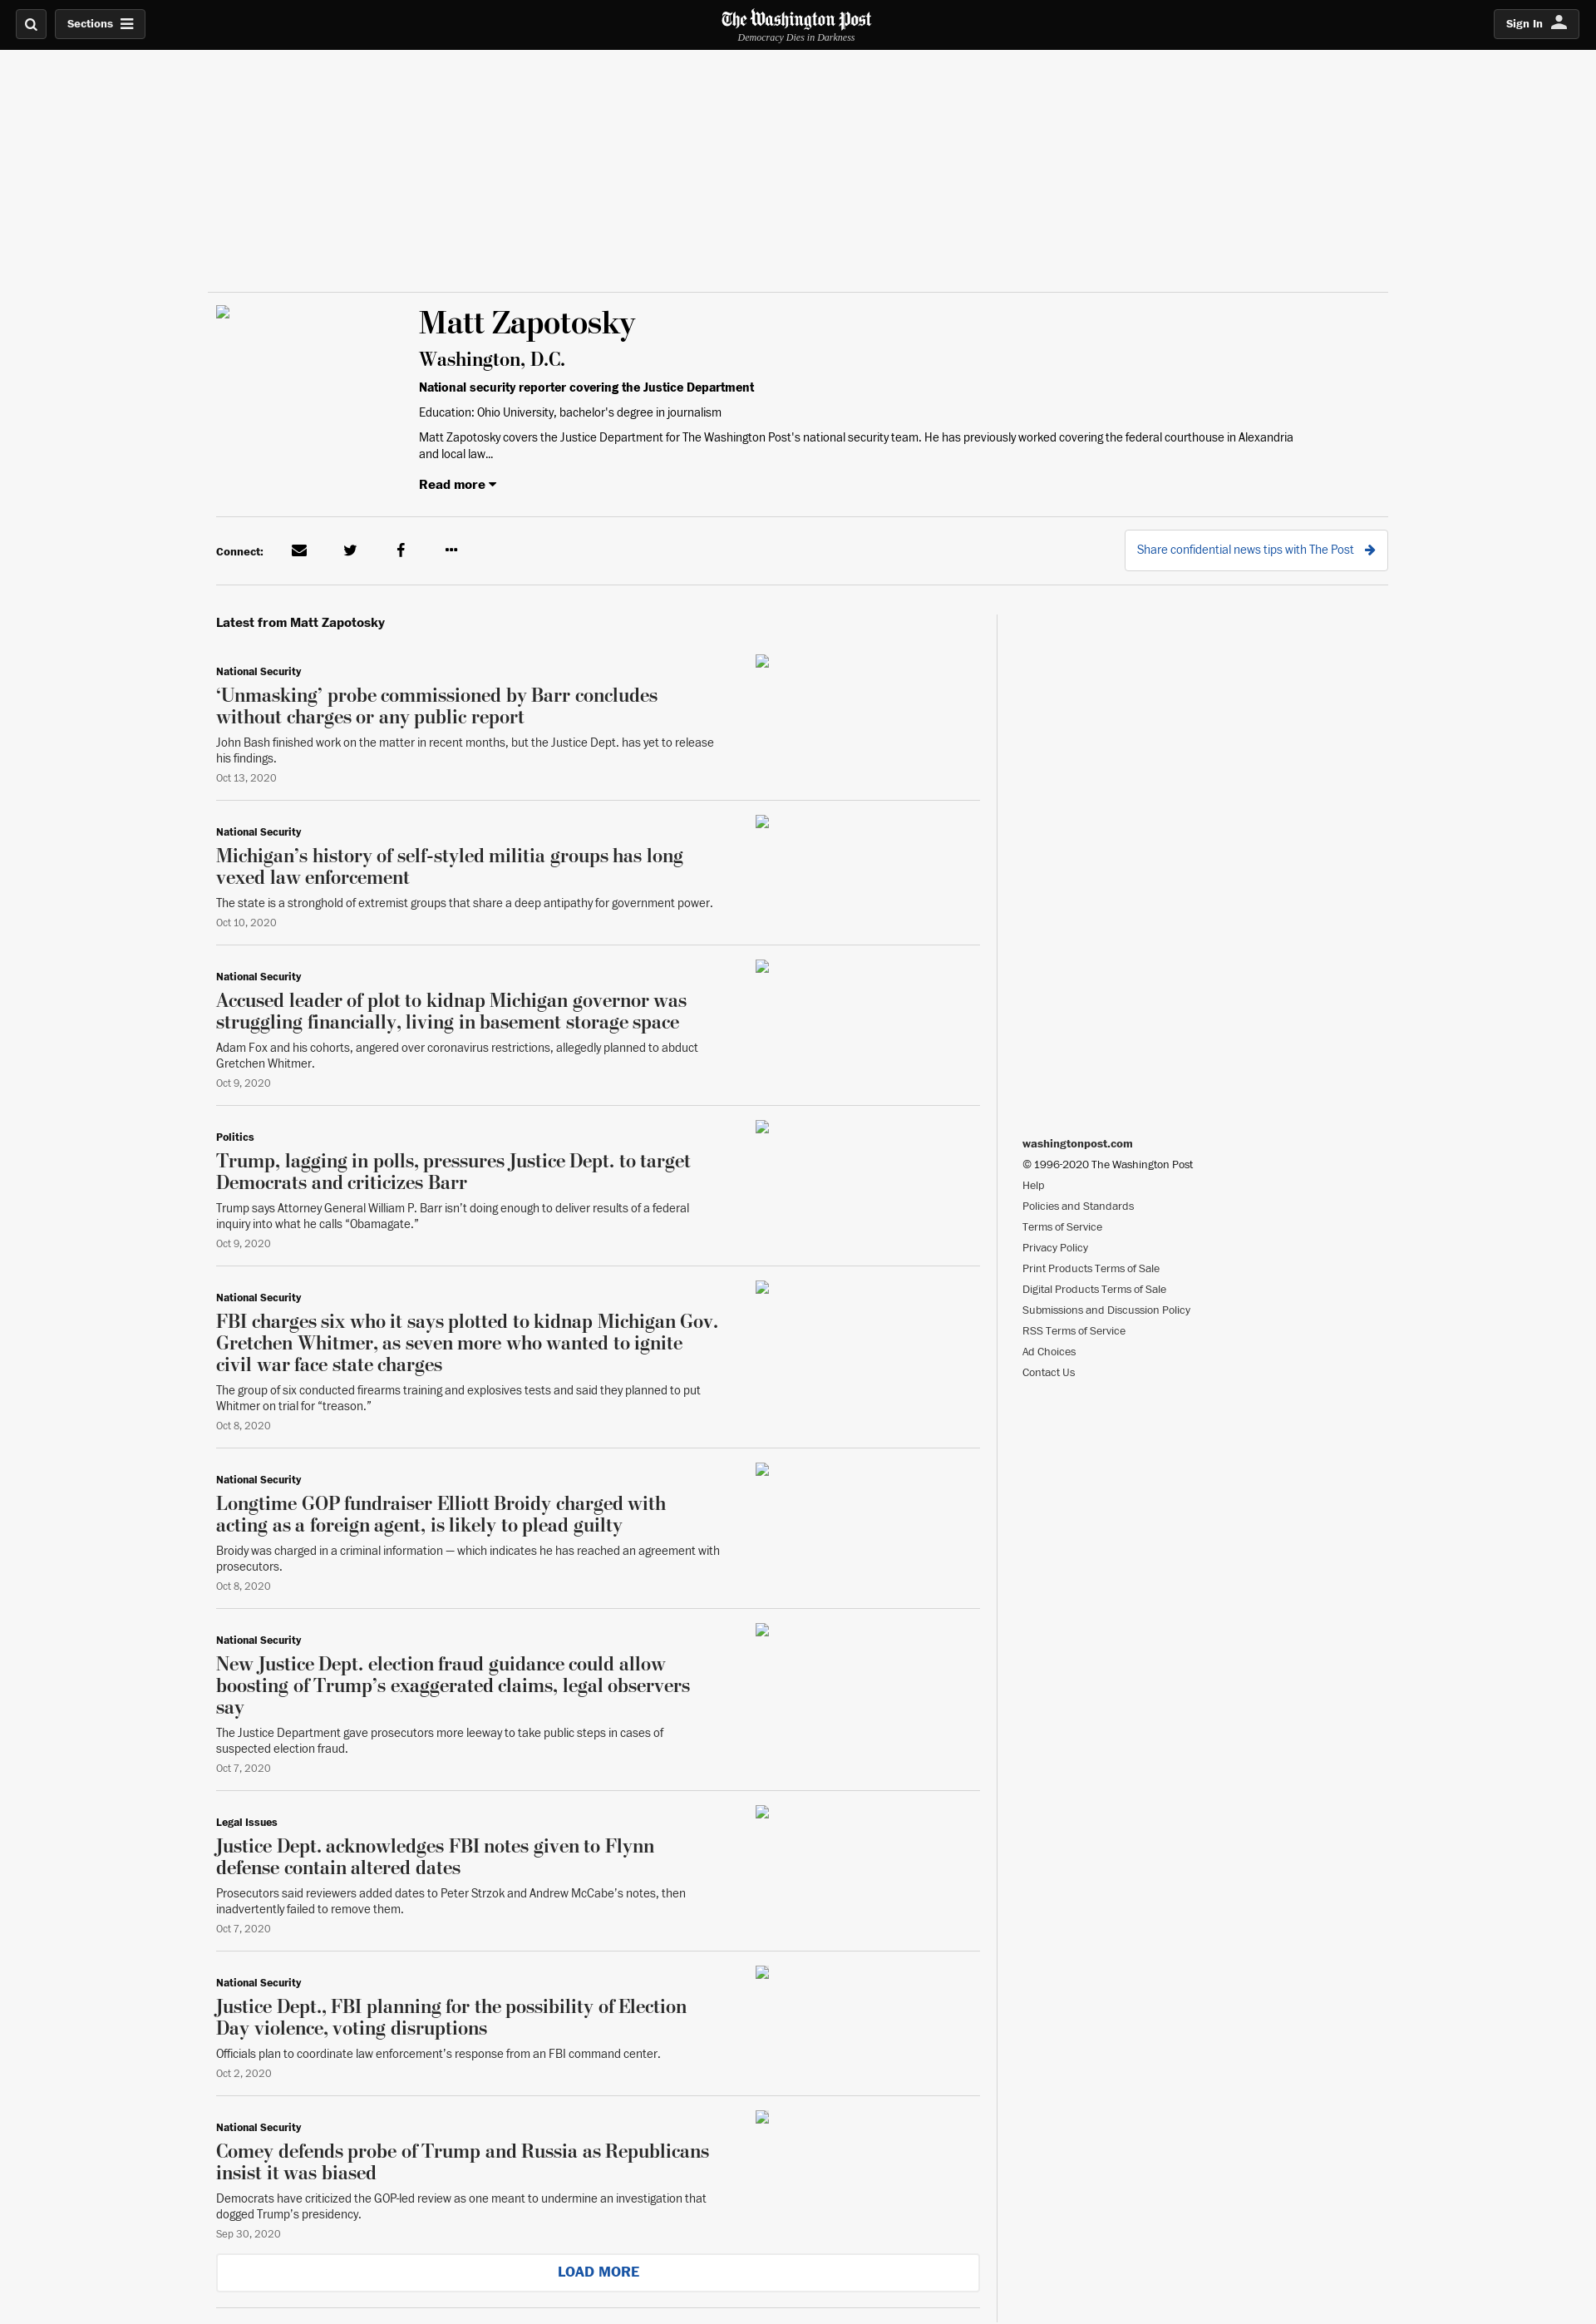 Sections
The Washington Post
Democracy Dies in Darkness
Sign In
Matt Zapotosky
Washington, D.C.
National security reporter covering the Justice Department
Education: Ohio University, bachelor's degree in journalism
Matt Zapotosky covers the Justice Department for The Washington Post's national security team. He has previously worked covering the federal courthouse in Alexandria
and local law...
Read more
Connect:
Share confidential news tips with The Post
Latest from Matt Zapotosky
National Security
‘Unmasking’ probe commissioned by Barr concludes
without charges or any public report
John Bash finished work on the matter in recent months, but the Justice Dept. has yet to release
his findings.
Oct 13, 2020
National Security
Michigan’s history of self-styled militia groups has long
vexed law enforcement
The state is a stronghold of extremist groups that share a deep antipathy for government power.
Oct 10, 2020
National Security
Accused leader of plot to kidnap Michigan governor was
struggling financially, living in basement storage space
Adam Fox and his cohorts, angered over coronavirus restrictions, allegedly planned to abduct
Gretchen Whitmer.
Oct 9, 2020
Politics
Trump, lagging in polls, pressures Justice Dept. to target
Democrats and criticizes Barr
Trump says Attorney General William P. Barr isn’t doing enough to deliver results of a federal
inquiry into what he calls “Obamagate.”
Oct 9, 2020
National Security
FBI charges six who it says plotted to kidnap Michigan Gov.
Gretchen Whitmer, as seven more who wanted to ignite
civil war face state charges
The group of six conducted firearms training and explosives tests and said they planned to put
Whitmer on trial for “treason.”
Oct 8, 2020
National Security
Longtime GOP fundraiser Elliott Broidy charged with
acting as a foreign agent, is likely to plead guilty
Broidy was charged in a criminal information — which indicates he has reached an agreement with
prosecutors.
Oct 8, 2020
National Security
New Justice Dept. election fraud guidance could allow
boosting of Trump’s exaggerated claims, legal observers
say
The Justice Department gave prosecutors more leeway to take public steps in cases of
suspected election fraud.
Oct 7, 2020
Legal Issues
Justice Dept. acknowledges FBI notes given to Flynn
defense contain altered dates
Prosecutors said reviewers added dates to Peter Strzok and Andrew McCabe’s notes, then
inadvertently failed to remove them.
Oct 7, 2020
National Security
Justice Dept., FBI planning for the possibility of Election
Day violence, voting disruptions
Officials plan to coordinate law enforcement’s response from an FBI command center.
Oct 2, 2020
National Security
Comey defends probe of Trump and Russia as Republicans
insist it was biased
Democrats have criticized the GOP-led review as one meant to undermine an investigation that
dogged Trump’s presidency.
Sep 30, 2020
LOAD MORE
washingtonpost.com
© 1996-2020 The Washington Post
Help
Policies and Standards
Terms of Service
Privacy Policy
Print Products Terms of Sale
Digital Products Terms of Sale
Submissions and Discussion Policy
RSS Terms of Service
Ad Choices
Contact Us